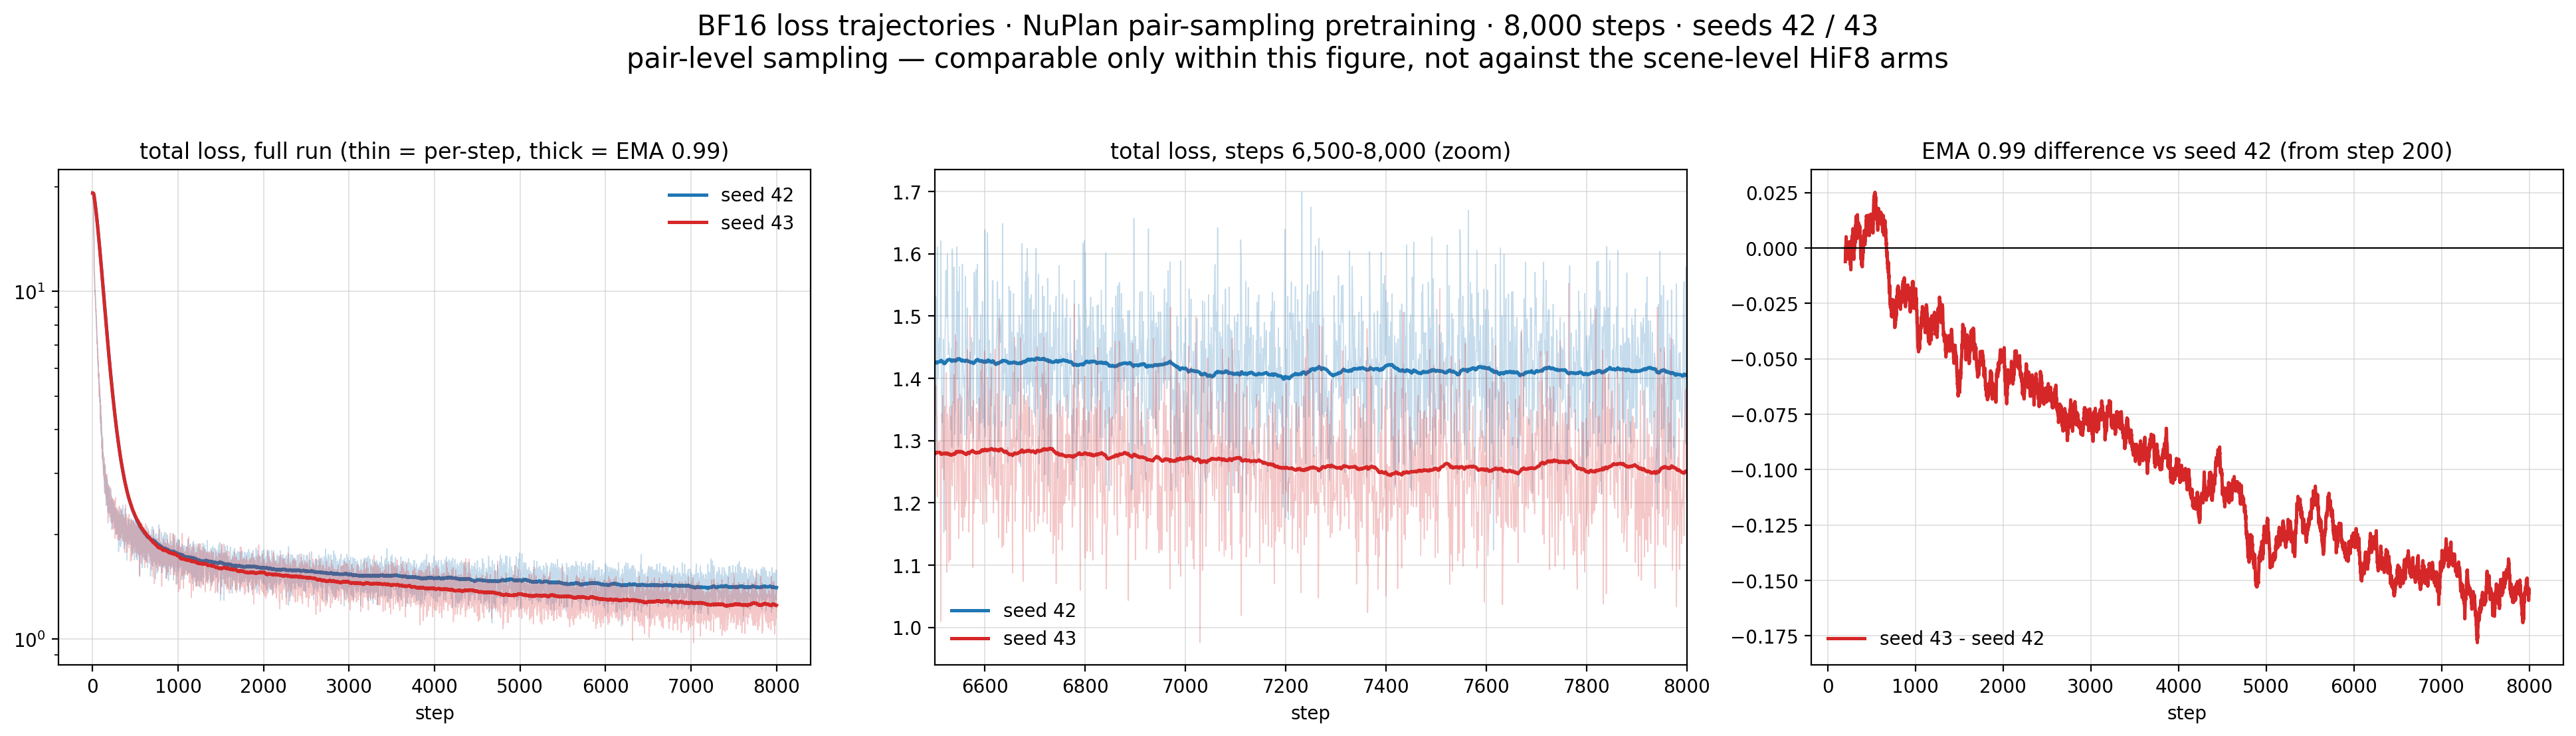 BF16 loss trajectories · NuPlan pair-sampling pretraining · 8,000 steps · seeds 42 / 43
pair-level sampling — comparable only within this figure, not against the scene-level HiF8 arms
total loss, full run (thin = per-step, thick = EMA 0.99)
seed 42
seed 43
10¹
10⁰
0 1000 2000 3000 4000 5000 6000 7000 8000
step
total loss, steps 6,500-8,000 (zoom)
1.7
1.6
1.5
1.4
1.3
1.2
1.1
1.0
seed 42
seed 43
6600 6800 7000 7200 7400 7600 7800 8000
step
EMA 0.99 difference vs seed 42 (from step 200)
0.025
0.000
−0.025
−0.050
−0.075
−0.100
−0.125
−0.150
−0.175
seed 43 - seed 42
0 1000 2000 3000 4000 5000 6000 7000 8000
step